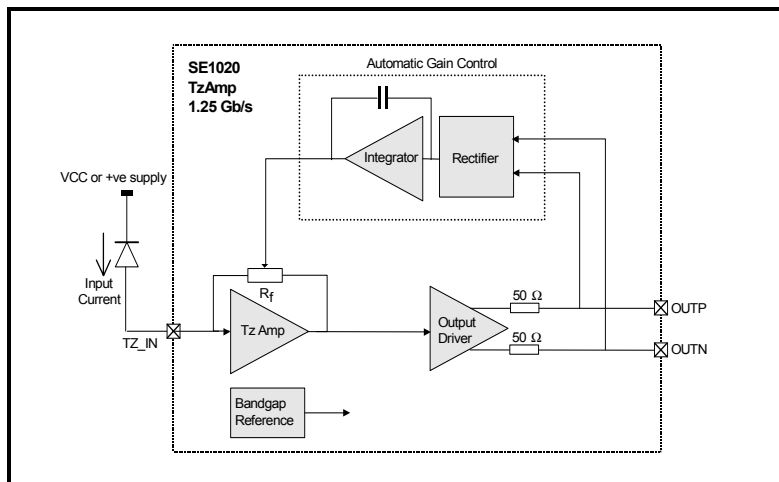 SE1020
TzAmp
1.25 Gb/s
Automatic Gain Control
Integrator
Rectifier
VCC or +ve supply
Input
Current
TZ_IN
Rf
Tz Amp
Output
Driver
50 Ω
50 Ω
OUTP
OUTN
Bandgap
Reference